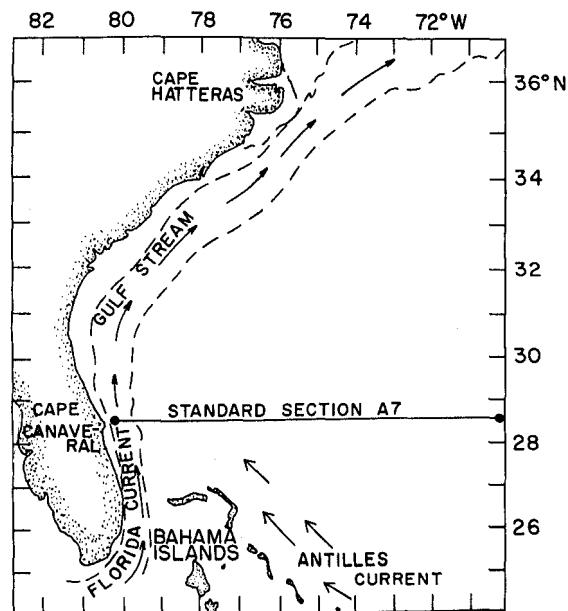 82 80 78 76 74 72°W
CAPE
HATTERAS
36°N
34
GULF STREAM
32
30
CAPE
CANAVE-
RAL
STANDARD SECTION A7
28
FLORIDA CURRENT
BAHAMA
ISLANDS
26
ANTILLES
CURRENT